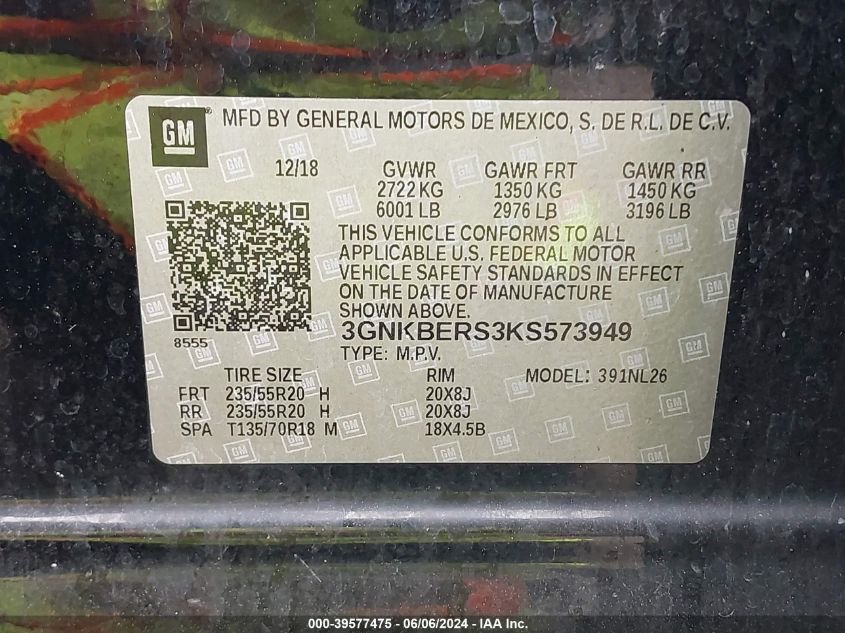 GM ® MFD BY GENERAL MOTORS DE MEXICO, S. DE R.L. DE C.V.
12/18 GVWR GAWR FRT GAWR RR
2722 KG 1350 KG 1450 KG
6001 LB 2976 LB 3196 LB
THIS VEHICLE CONFORMS TO ALL
APPLICABLE U.S. FEDERAL MOTOR
VEHICLE SAFETY STANDARDS IN EFFECT
ON THE DATE OF MANUFACTURE
SHOWN ABOVE.
3GNKBERS3KS573949
8555 TYPE: M.P.V.
TIRE SIZE RIM MODEL: 391NL26
FRT 235/55R20 H 20X8J
RR 235/55R20 H 20X8J
SPA T135/70R18 M 18X4.5B
000-39577475 - 06/06/2024 - IAA Inc.